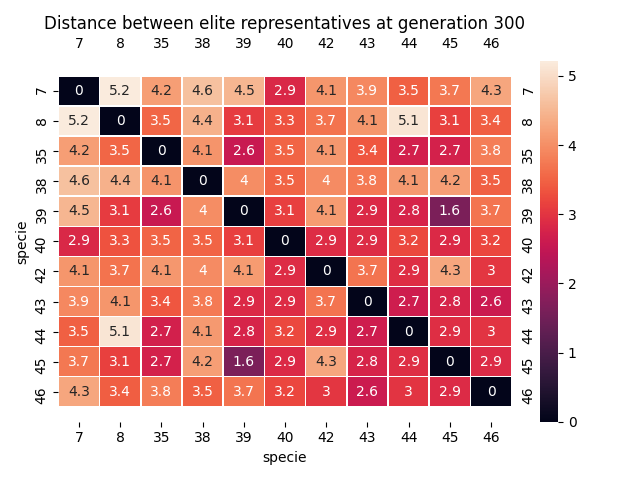 Distance between elite representatives at generation 300
7 8 35 38 39 40 42 43 44 45 46
7 0 5.2 4.2 4.6 4.5 2.9 4.1 3.9 3.5 3.7 4.3 7
8 5.2 0 3.5 4.4 3.1 3.3 3.7 4.1 5.1 3.1 3.4 8
35 4.2 3.5 0 4.1 2.6 3.5 4.1 3.4 2.7 2.7 3.8 35
38 4.6 4.4 4.1 0 4 3.5 4 3.8 4.1 4.2 3.5 38
39 4.5 3.1 2.6 4 0 3.1 4.1 2.9 2.8 1.6 3.7 39
40 2.9 3.3 3.5 3.5 3.1 0 2.9 2.9 3.2 2.9 3.2 40
42 4.1 3.7 4.1 4 4.1 2.9 0 3.7 2.9 4.3 3 42
43 3.9 4.1 3.4 3.8 2.9 2.9 3.7 0 2.7 2.8 2.6 43
44 3.5 5.1 2.7 4.1 2.8 3.2 2.9 2.7 0 2.9 3 44
45 3.7 3.1 2.7 4.2 1.6 2.9 4.3 2.8 2.9 0 2.9 45
46 4.3 3.4 3.8 3.5 3.7 3.2 3 2.6 3 2.9 0 46
7 8 35 38 39 40 42 43 44 45 46
specie
specie
5
4
3
2
1
0